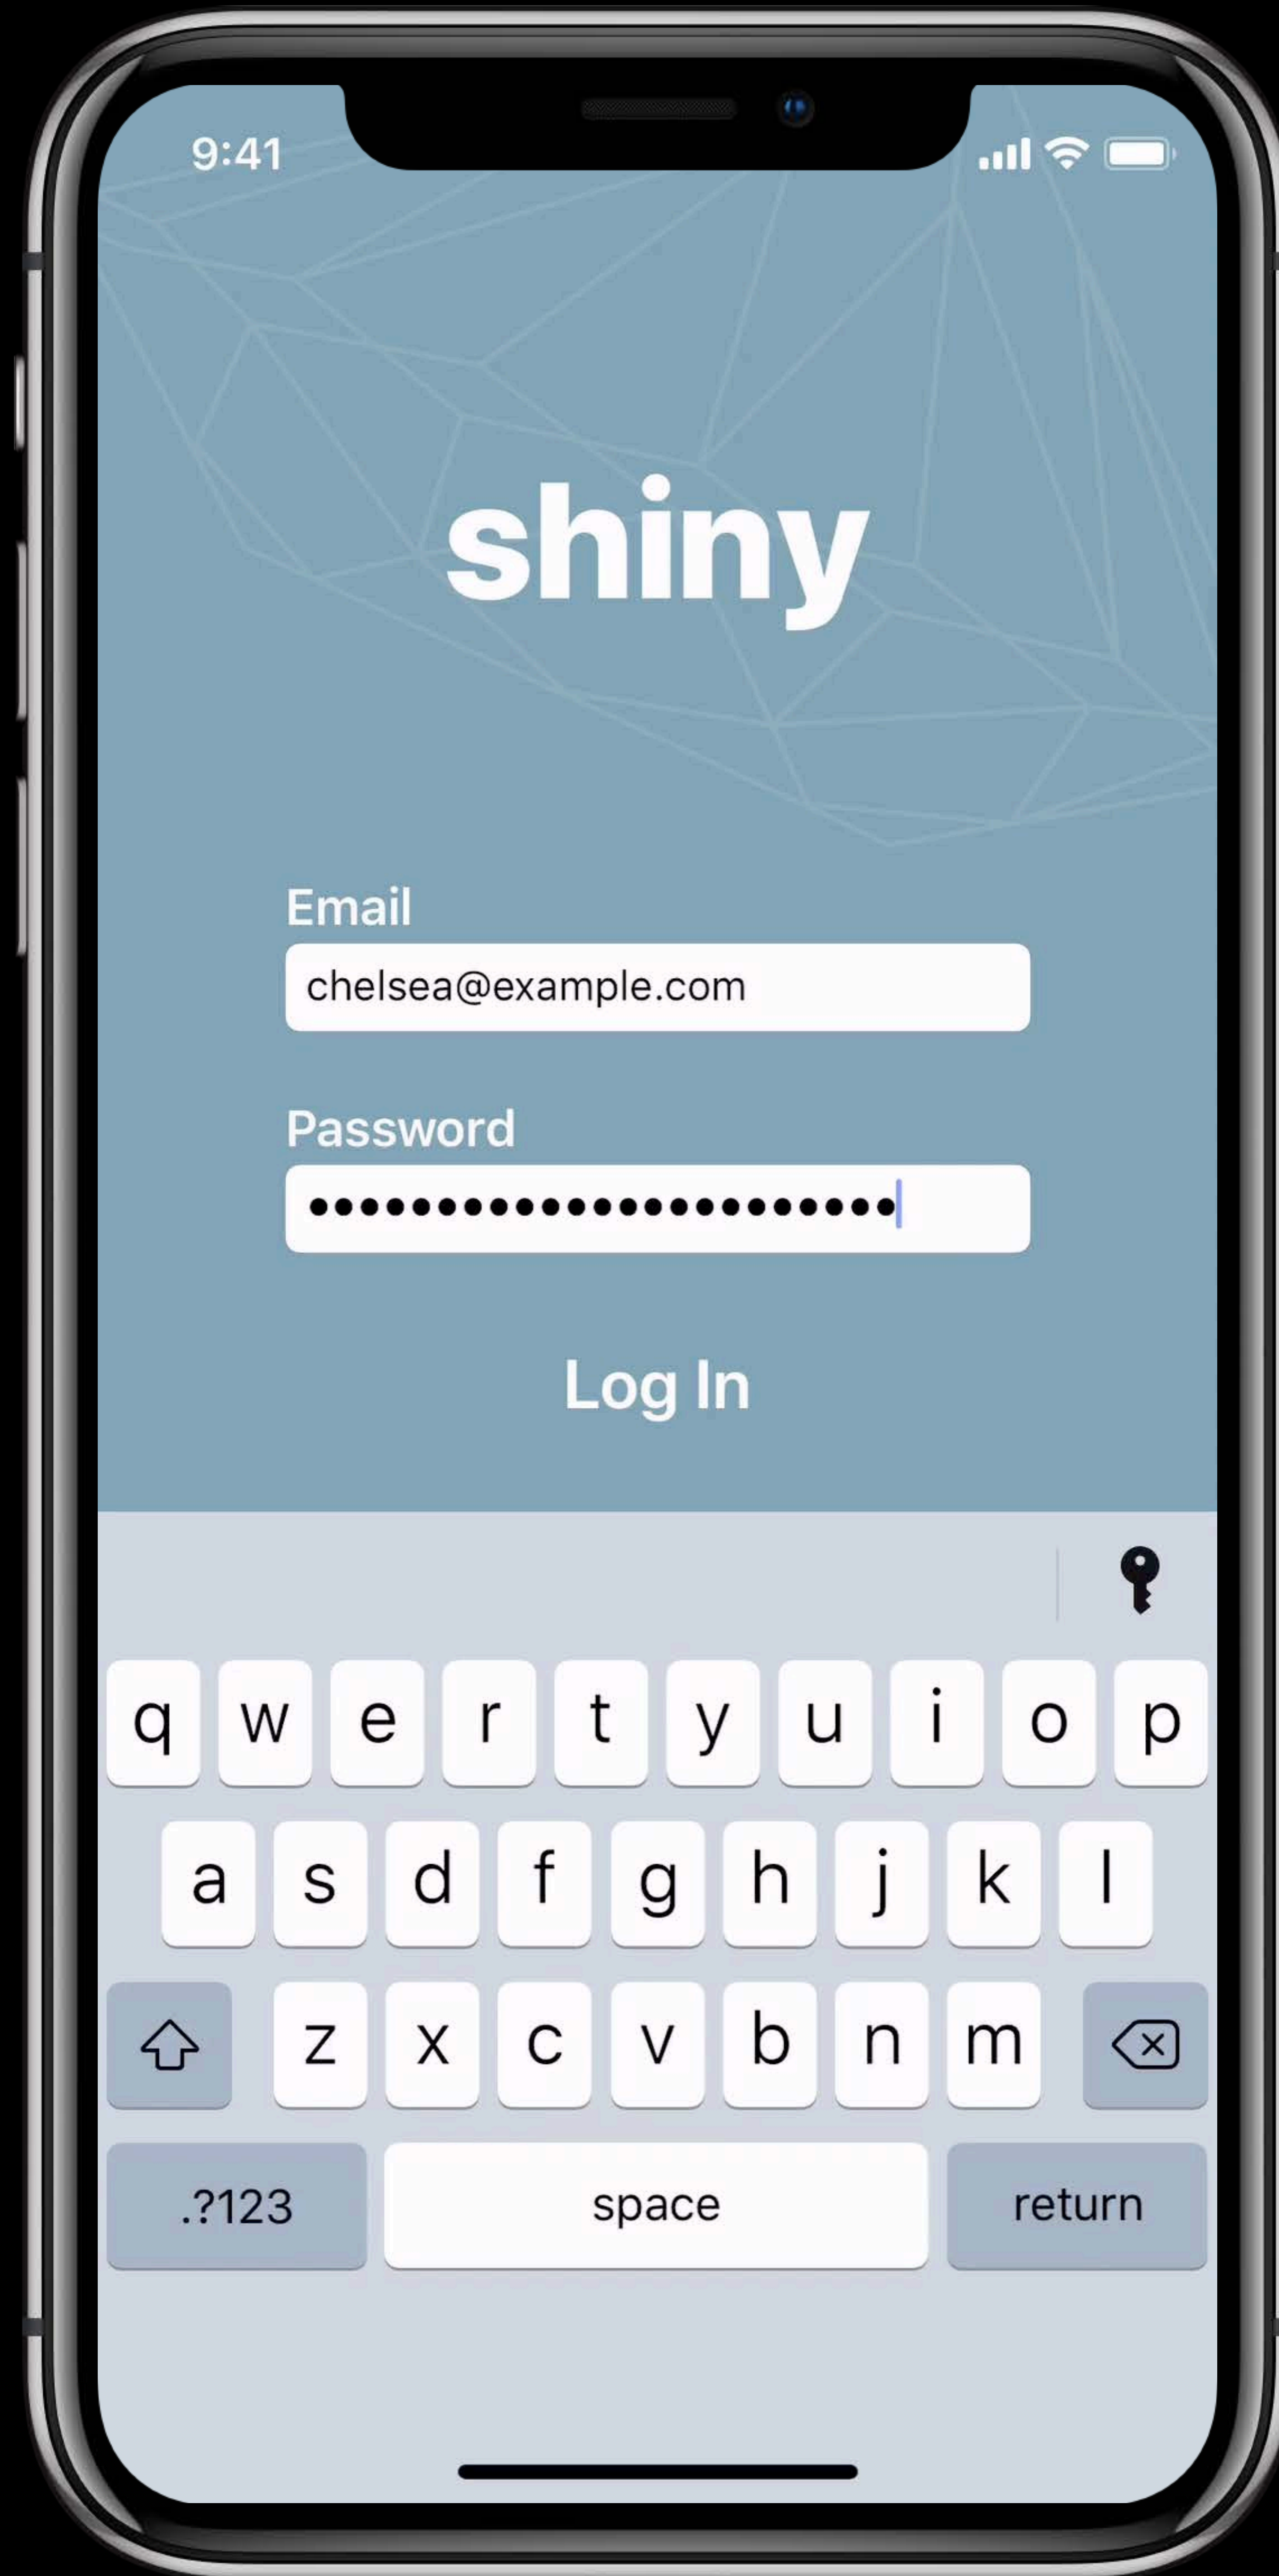 9:41
shiny
Email
chelsea@example.com
Password
●●●●●●●●●●●●●●●●●●●●●●●
Log In
q w e r t y u i o p
a s d f g h j k l
z x c v b n m
.?123 space return